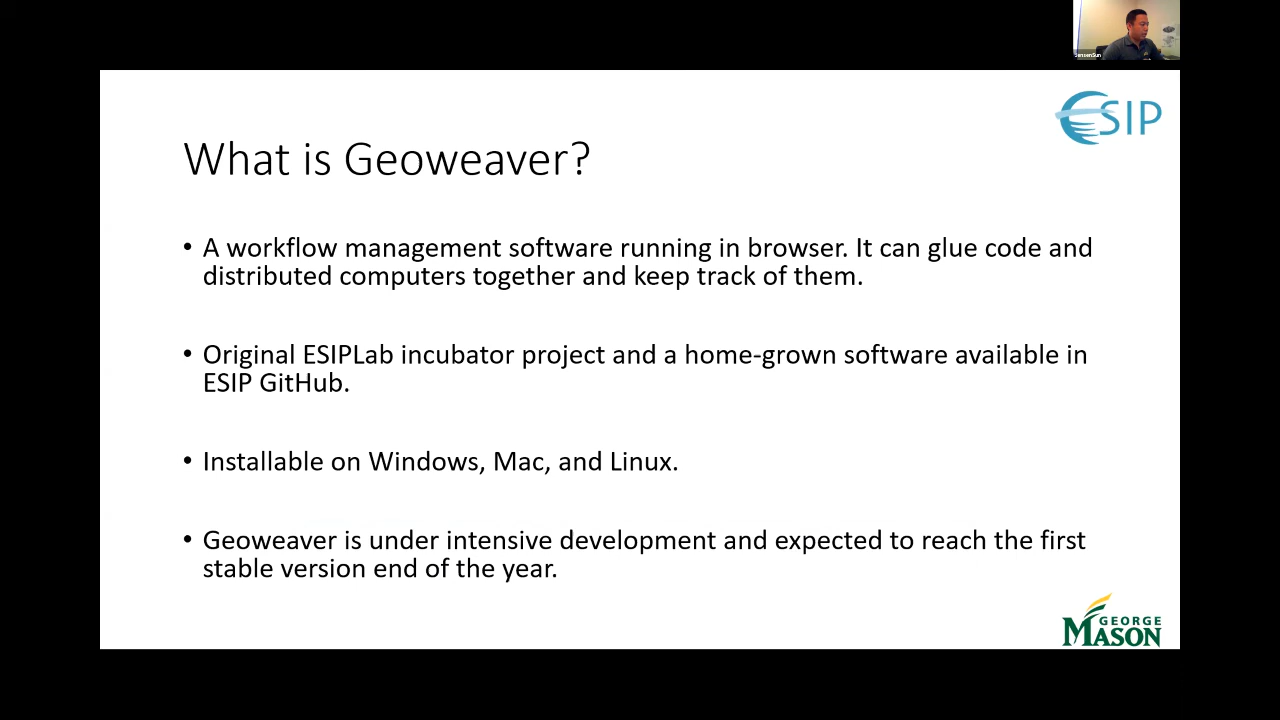 JensenSun
ESIP
What is Geoweaver?
• A workflow management software running in browser. It can glue code and
distributed computers together and keep track of them.
• Original ESIPLab incubator project and a home-grown software available in
ESIP GitHub.
• Installable on Windows, Mac, and Linux.
• Geoweaver is under intensive development and expected to reach the first
stable version end of the year.
GEORGE
MASON